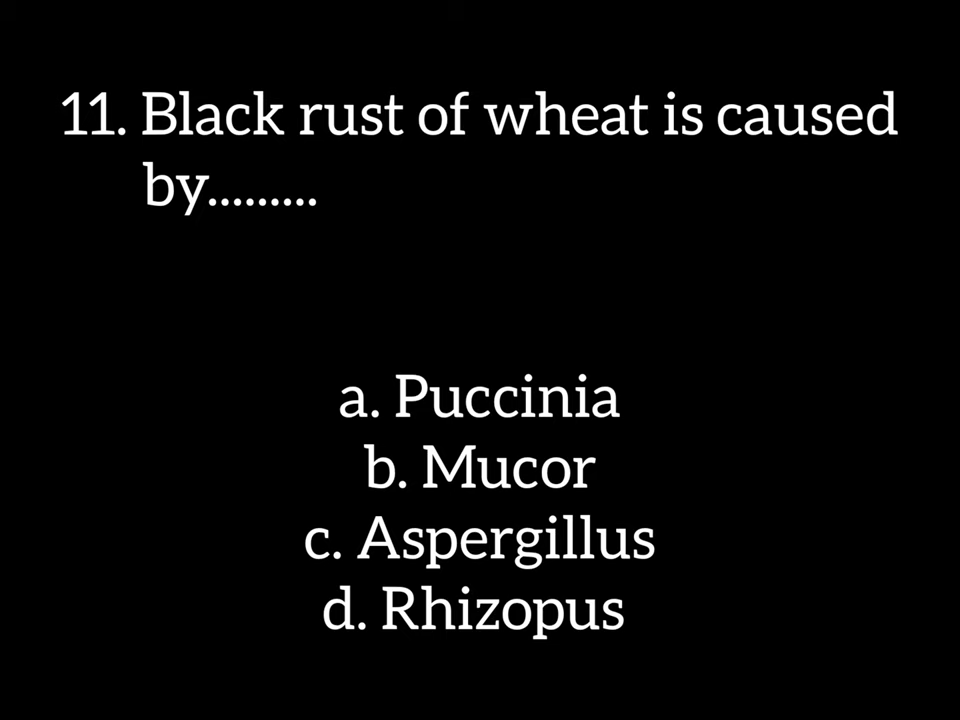 11. Black rust of wheat is caused
by.........
a. Puccinia
b. Mucor
c. Aspergillus
d. Rhizopus